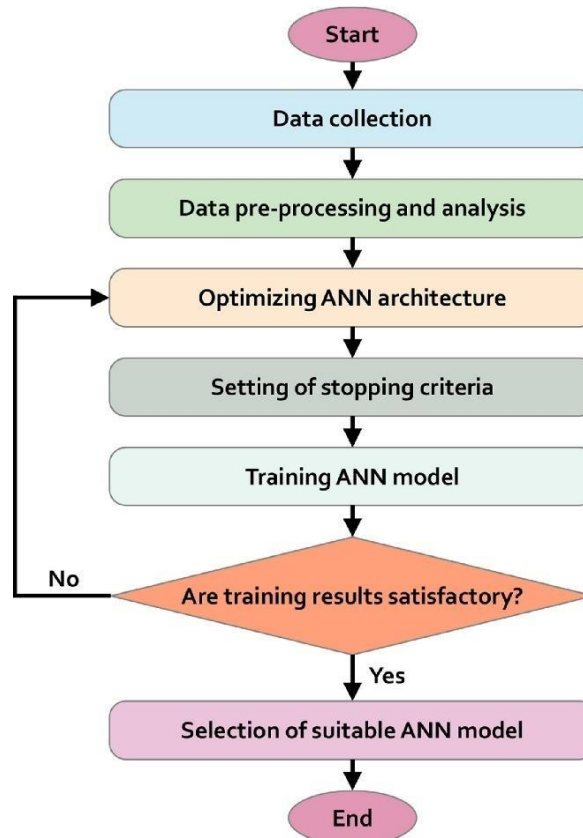 Start
Data collection
Data pre-processing and analysis
Optimizing ANN architecture
Setting of stopping criteria
Training ANN model
No
Are training results satisfactory?
Yes
Selection of suitable ANN model
End